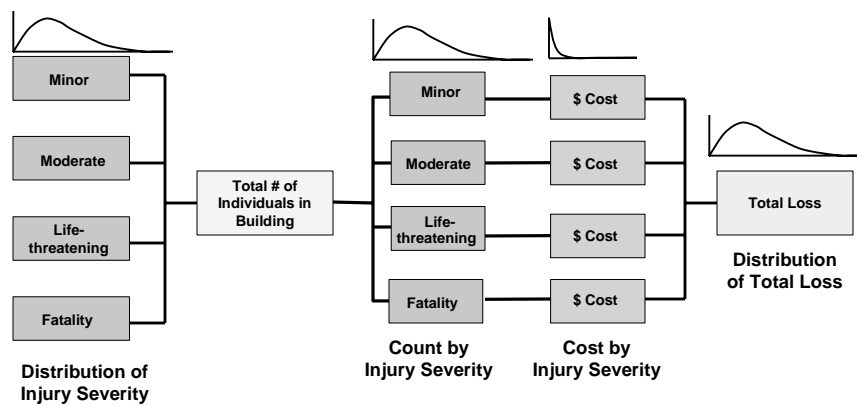 Minor
Moderate
Life-
threatening
Fatality
Distribution of
Injury Severity
Total # of
Individuals in
Building
Minor
Moderate
Life-
threatening
Fatality
Count by
Injury Severity
$ Cost
$ Cost
$ Cost
$ Cost
Cost by
Injury Severity
Total Loss
Distribution
of Total Loss